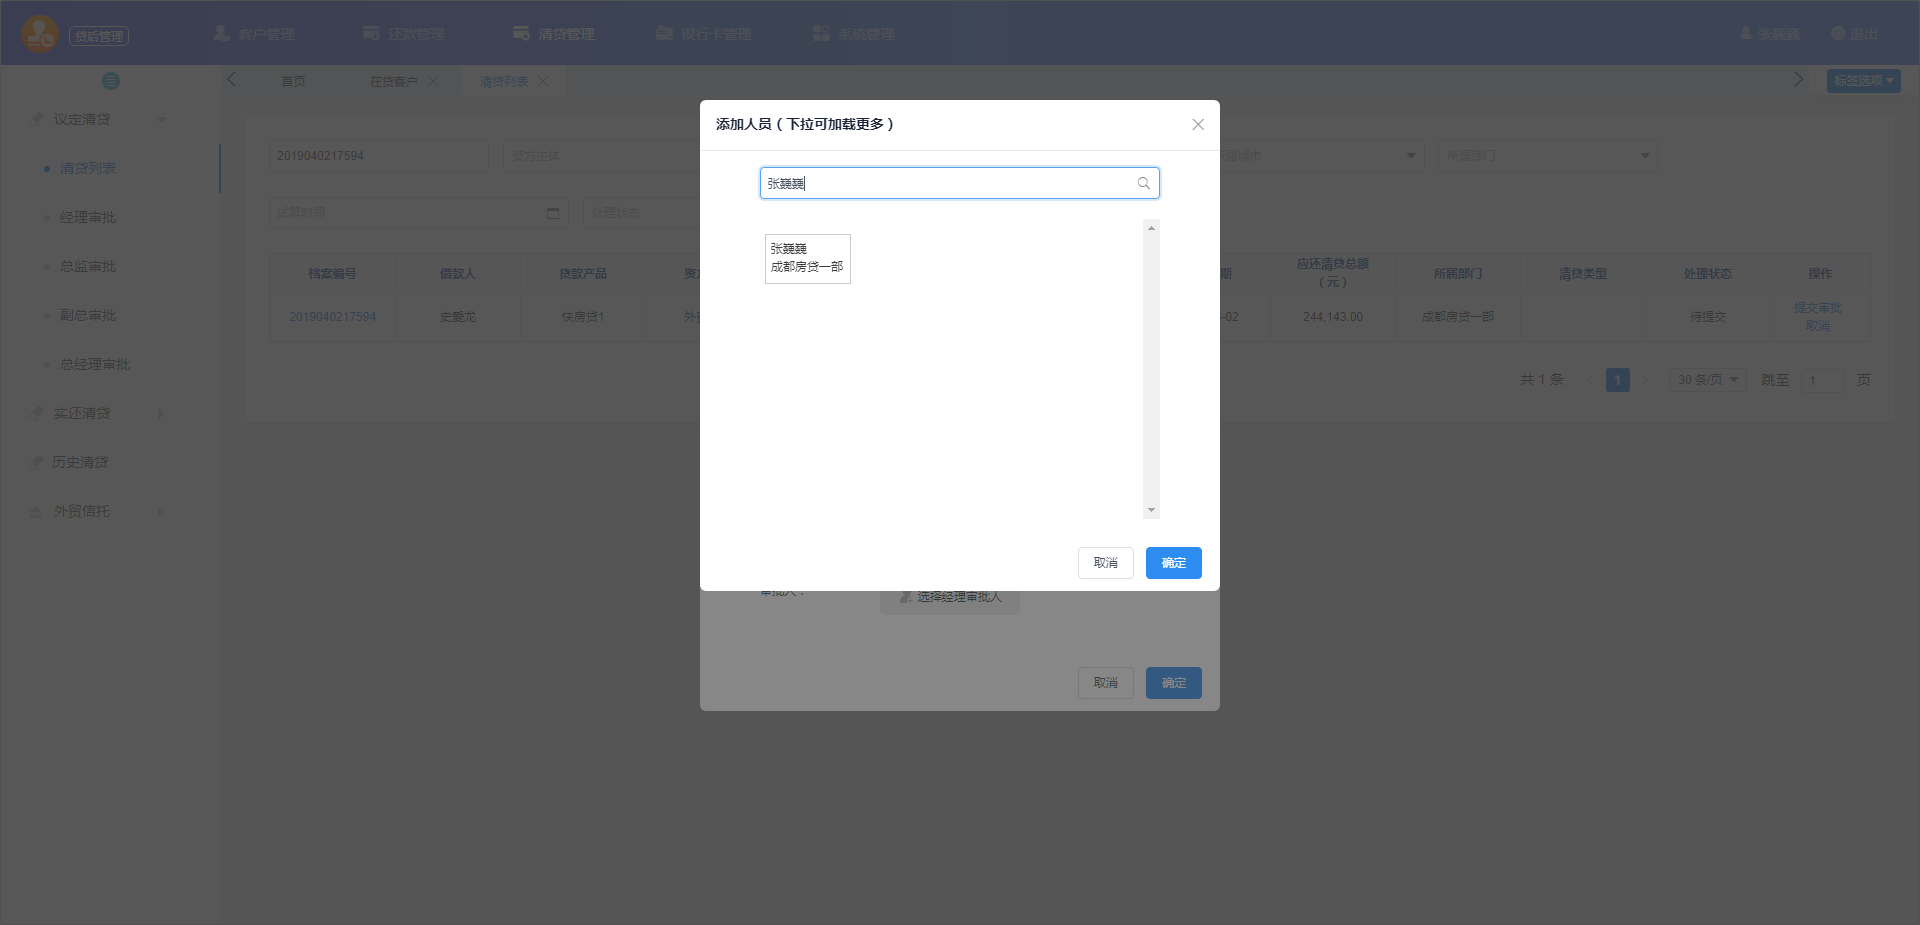 贷后管理
客户管理
还款管理
清贷管理
银行卡管理
系统管理
张巍巍
退出
首页
在贷客户
清贷列表
标签选项
议定清贷
清贷列表
经理审批
总监审批
副总审批
总经理审批
实还清贷
历史清贷
外贸信托
2019040217594
资方主体
所属城市
所属部门
试算时间
处理状态
档案编号
借款人
贷款产品
期
应还清贷总额
（元）
所属部门
清贷类型
处理状态
操作
2019040217594
史爱龙
快房贷1
-02
244,143.00
成都房贷一部
待提交
提交审批
取消
共 1 条
1
30 条/页
跳至
1
页
添加人员（下拉可加载更多）
张巍巍
张巍巍
成都房贷一部
取消
确定
审批人：
选择经理审批人
取消
确定